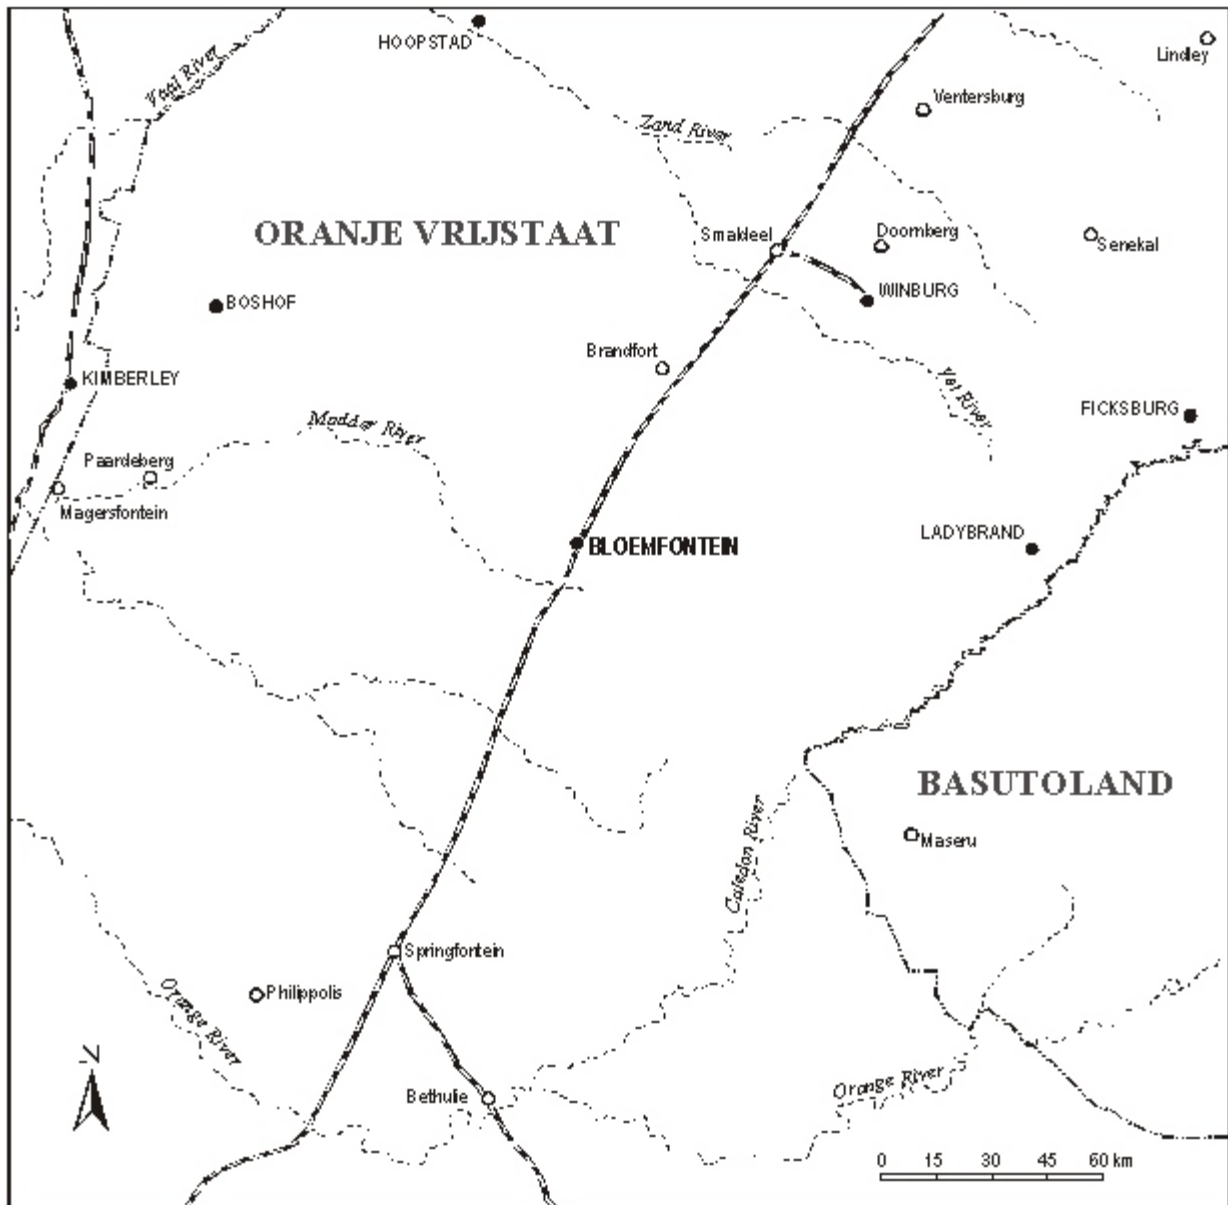 HOOPSTAD
Lindley
Vaal River
Ventersburg
Zand River
ORANJE VRIJSTAAT
Smaldeel
Doornberg
Senekal
BOSHOF
WINBURG
Brandfort
KIMBERLEY
Vet River
FICKSBURG
Modder River
Paardeberg
Magersfontein
BLOEMFONTEIN
LADYBRAND
BASUTOLAND
Caledon River
Maseru
Springfontein
Orange River
Philippolis
N
Bethulie
Orange River
0 15 30 45 60 km